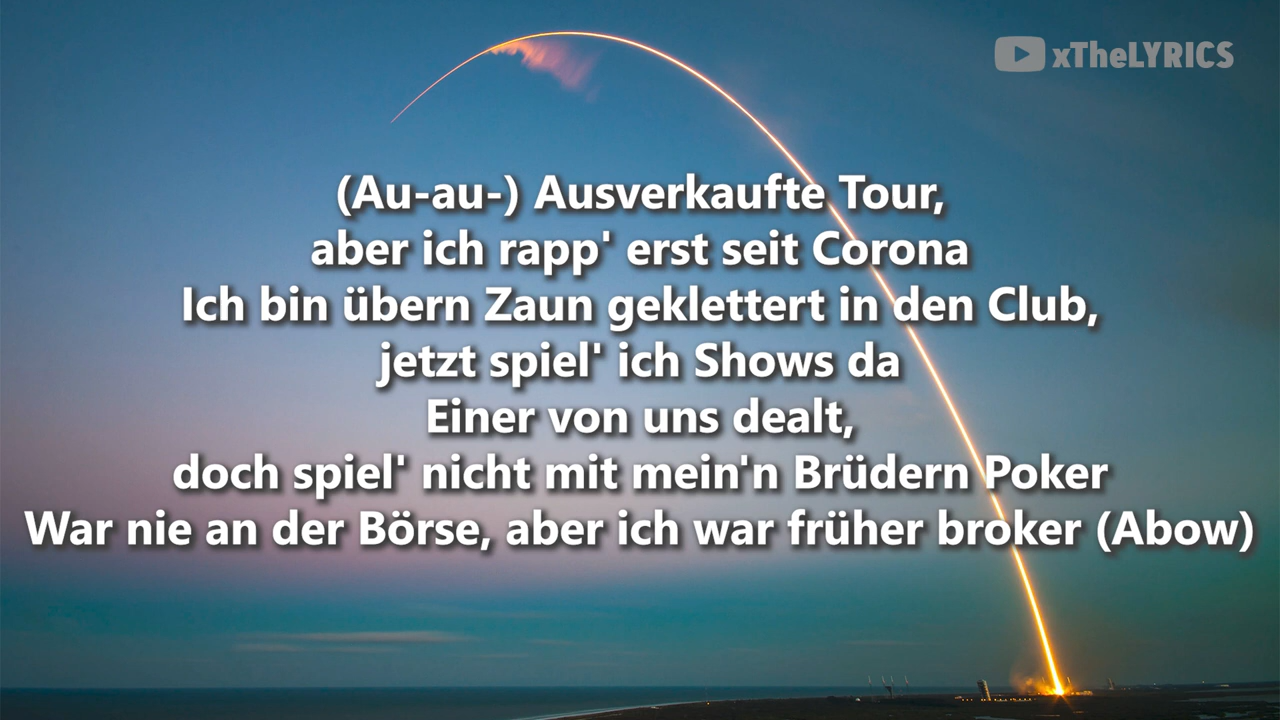 xTheLYRICS
(Au-au-) Ausverkaufte Tour,
aber ich rapp' erst seit Corona
Ich bin übern Zaun geklettert in den Club,
jetzt spiel' ich Shows da
Einer von uns dealt,
doch spiel' nicht mit mein'n Brüdern Poker
War nie an der Börse, aber ich war früher broker (Abow)